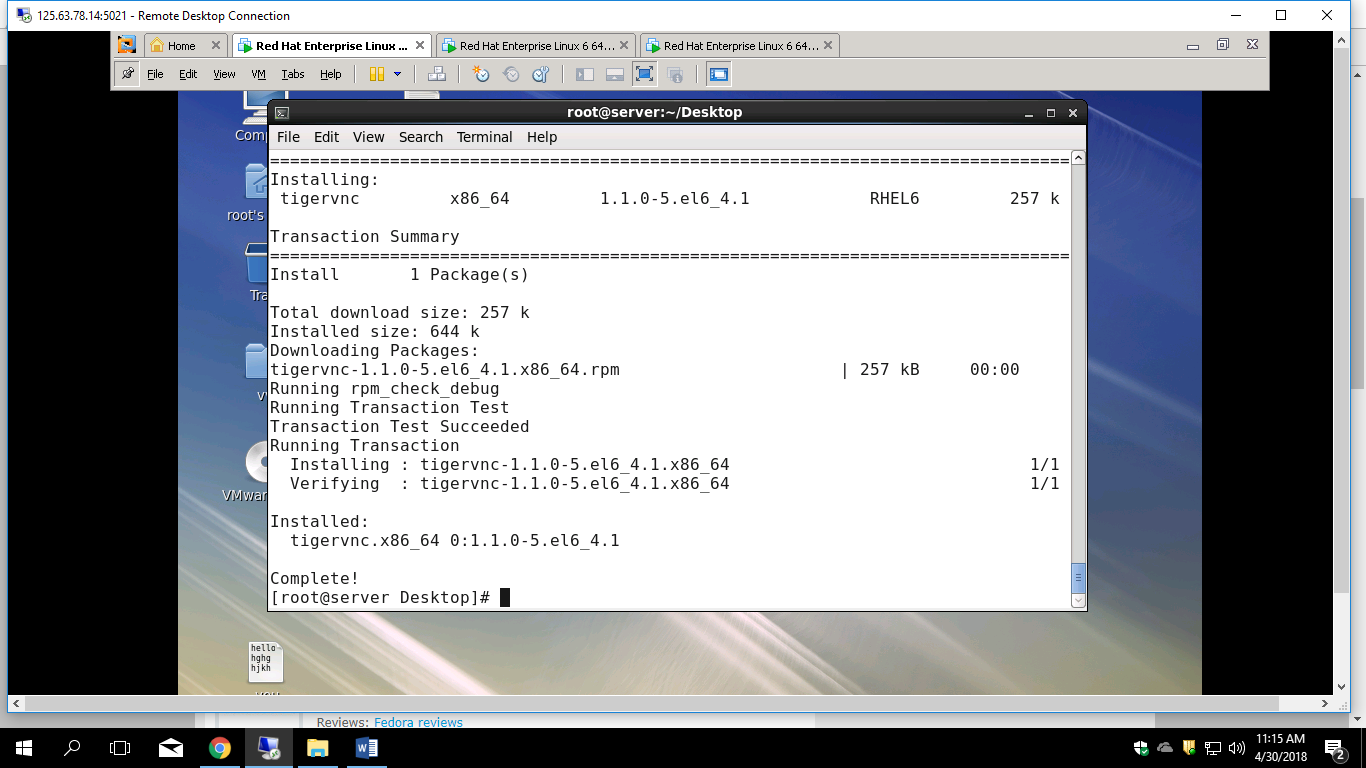 125.63.78.14:5021 - Remote Desktop Connection
Home Red Hat Enterprise Linux ... Red Hat Enterprise Linux 6 64... Red Hat Enterprise Linux 6 64...
File Edit View VM Tabs Help
root@server:~/Desktop
File Edit View Search Terminal Help
================================================================================
Installing:
tigervnc x86_64 1.1.0-5.el6_4.1 RHEL6 257 k
Transaction Summary
================================================================================
Install 1 Package(s)
Total download size: 257 k
Installed size: 644 k
Downloading Packages:
tigervnc-1.1.0-5.el6_4.1.x86_64.rpm | 257 kB 00:00
Running rpm_check_debug
Running Transaction Test
Transaction Test Succeeded
Running Transaction
Installing : tigervnc-1.1.0-5.el6_4.1.x86_64 1/1
Verifying : tigervnc-1.1.0-5.el6_4.1.x86_64 1/1
Installed:
tigervnc.x86_64 0:1.1.0-5.el6_4.1
Complete!
[root@server Desktop]#
Com
root's
Tra
VMwar
hello
hghg
hjkh
Reviews: Fedora reviews
11:15 AM
4/30/2018
2